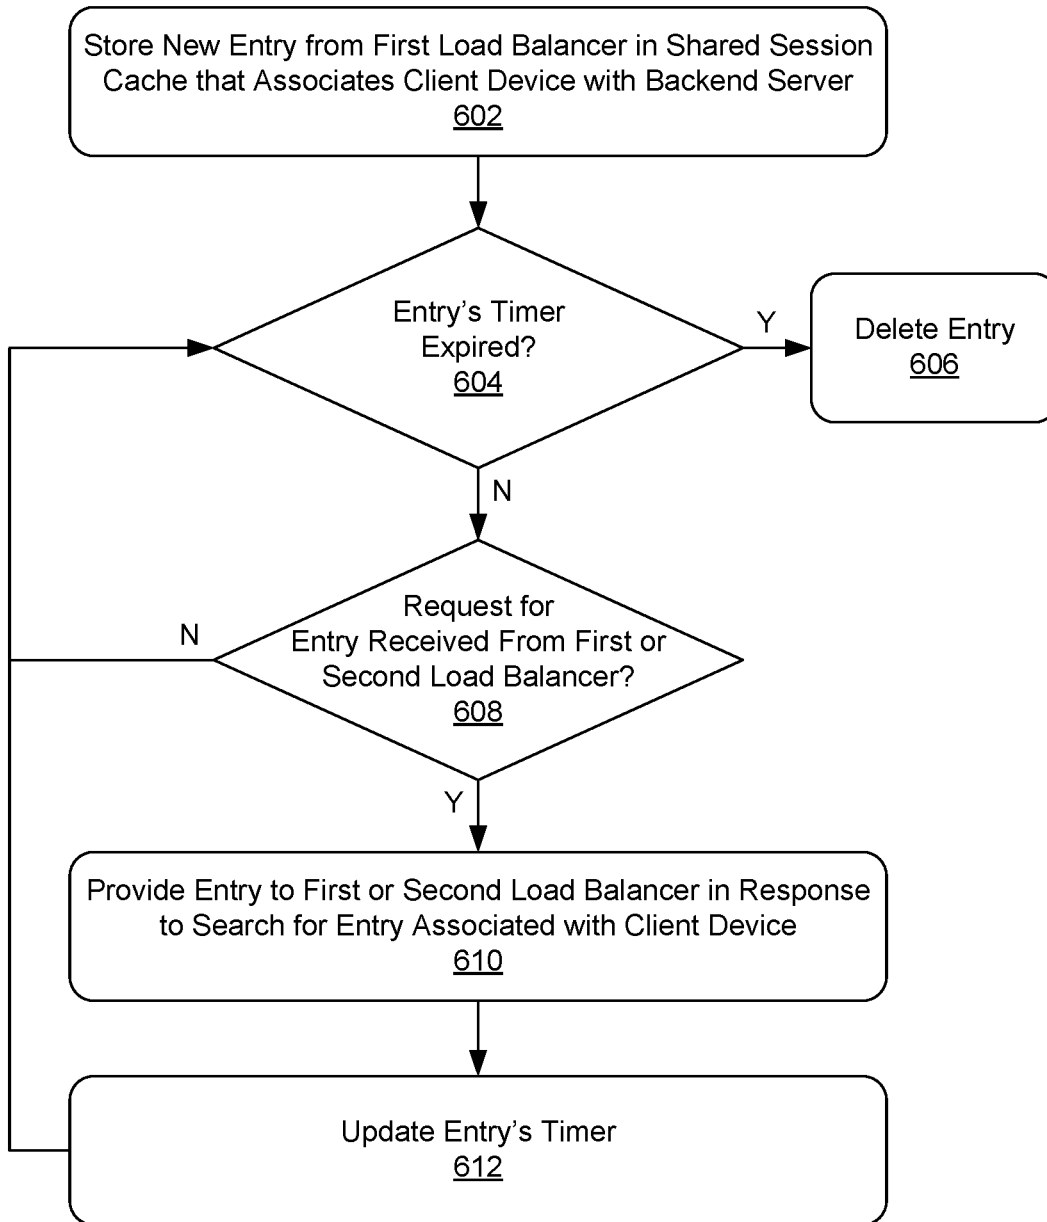 Store New Entry from First Load Balancer in Shared Session
Cache that Associates Client Device with Backend Server
602
Entry’s Timer
Expired?
604
Y
Delete Entry
606
N
Request for
Entry Received From First or
Second Load Balancer?
608
N
Y
Provide Entry to First or Second Load Balancer in Response
to Search for Entry Associated with Client Device
610
Update Entry’s Timer
612